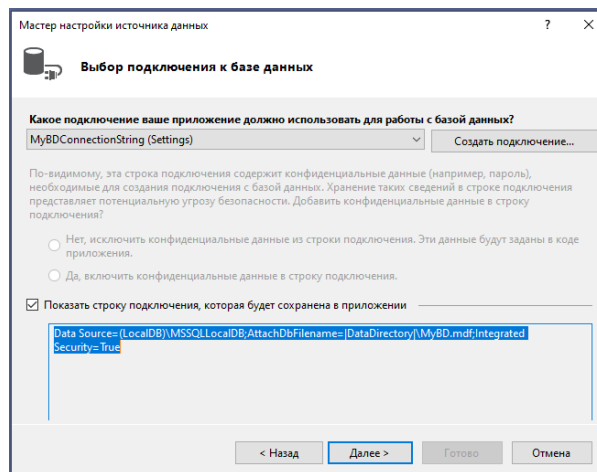 Мастер настройки источника данных
Выбор подключения к базе данных
Какое подключение ваше приложение должно использовать для работы с базой данных?
MyBDConnectionString (Settings)
Создать подключение...
По-видимому, эта строка подключения содержит конфиденциальные данные (например, пароль),
необходимые для создания подключения с базой данных. Хранение таких сведений в строке подключения
представляет потенциальную угрозу безопасности. Добавить конфиденциальные данные в строку
подключения?
Нет, исключить конфиденциальные данные из строки подключения. Эти данные будут заданы в коде
приложения.
Да, включить конфиденциальные данные в строку подключения.
Показать строку подключения, которая будет сохранена в приложении
Data Source=(LocalDB)\MSSQLLocalDB;AttachDbFilename=|DataDirectory|\MyBD.mdf;Integrated
Security=True
< Назад
Далее >
Готово
Отмена